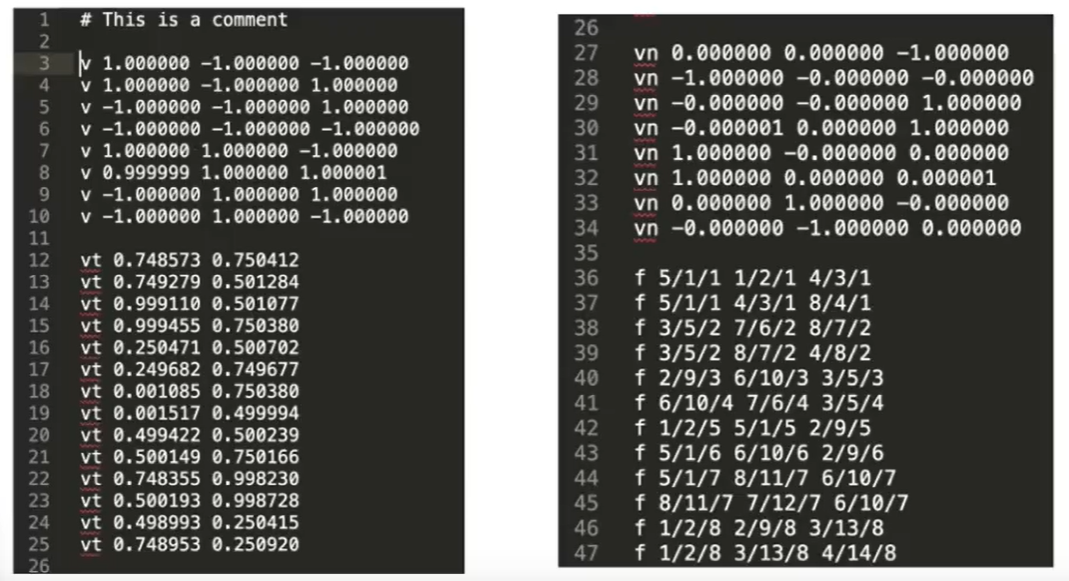 1 # This is a comment
2
3 v 1.000000 -1.000000 -1.000000
4 v 1.000000 -1.000000 1.000000
5 v -1.000000 -1.000000 1.000000
6 v -1.000000 -1.000000 -1.000000
7 v 1.000000 1.000000 -1.000000
8 v 0.999999 1.000000 1.000001
9 v -1.000000 1.000000 1.000000
10 v -1.000000 1.000000 -1.000000
11
12 vt 0.748573 0.750412
13 vt 0.749279 0.501284
14 vt 0.999110 0.501077
15 vt 0.999455 0.750380
16 vt 0.250471 0.500702
17 vt 0.249682 0.749677
18 vt 0.001085 0.750380
19 vt 0.001517 0.499994
20 vt 0.499422 0.500239
21 vt 0.500149 0.750166
22 vt 0.748355 0.998230
23 vt 0.500193 0.998728
24 vt 0.498993 0.250415
25 vt 0.748953 0.250920
26
26
27 vn 0.000000 0.000000 -1.000000
28 vn -1.000000 -0.000000 -0.000000
29 vn -0.000000 -0.000000 1.000000
30 vn -0.000001 0.000000 1.000000
31 vn 1.000000 -0.000000 0.000000
32 vn 1.000000 0.000000 0.000001
33 vn 0.000000 1.000000 -0.000000
34 vn -0.000000 -1.000000 0.000000
35
36 f 5/1/1 1/2/1 4/3/1
37 f 5/1/1 4/3/1 8/4/1
38 f 3/5/2 7/6/2 8/7/2
39 f 3/5/2 8/7/2 4/8/2
40 f 2/9/3 6/10/3 3/5/3
41 f 6/10/4 7/6/4 3/5/4
42 f 1/2/5 5/1/5 2/9/5
43 f 5/1/6 6/10/6 2/9/6
44 f 5/1/7 8/11/7 6/10/7
45 f 8/11/7 7/12/7 6/10/7
46 f 1/2/8 2/9/8 3/13/8
47 f 1/2/8 3/13/8 4/14/8